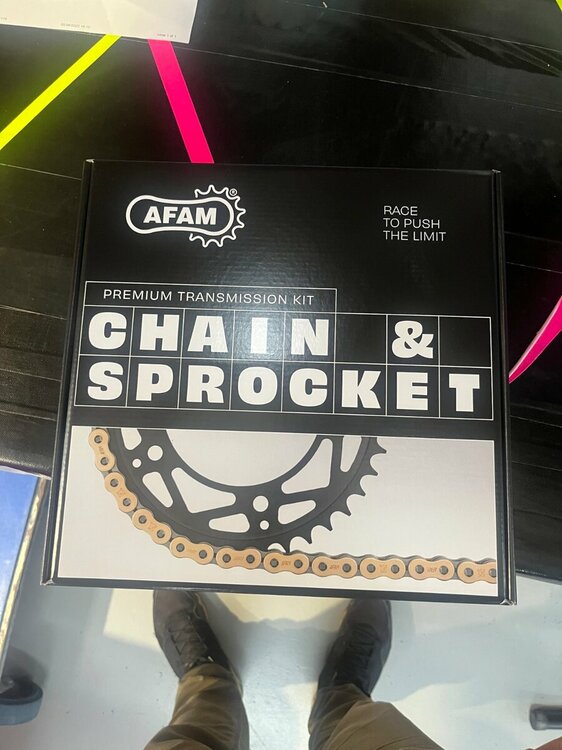 AFAM®
RACE
TO PUSH
THE LIMIT
PREMIUM TRANSMISSION KIT
CHAIN &
SPROCKET